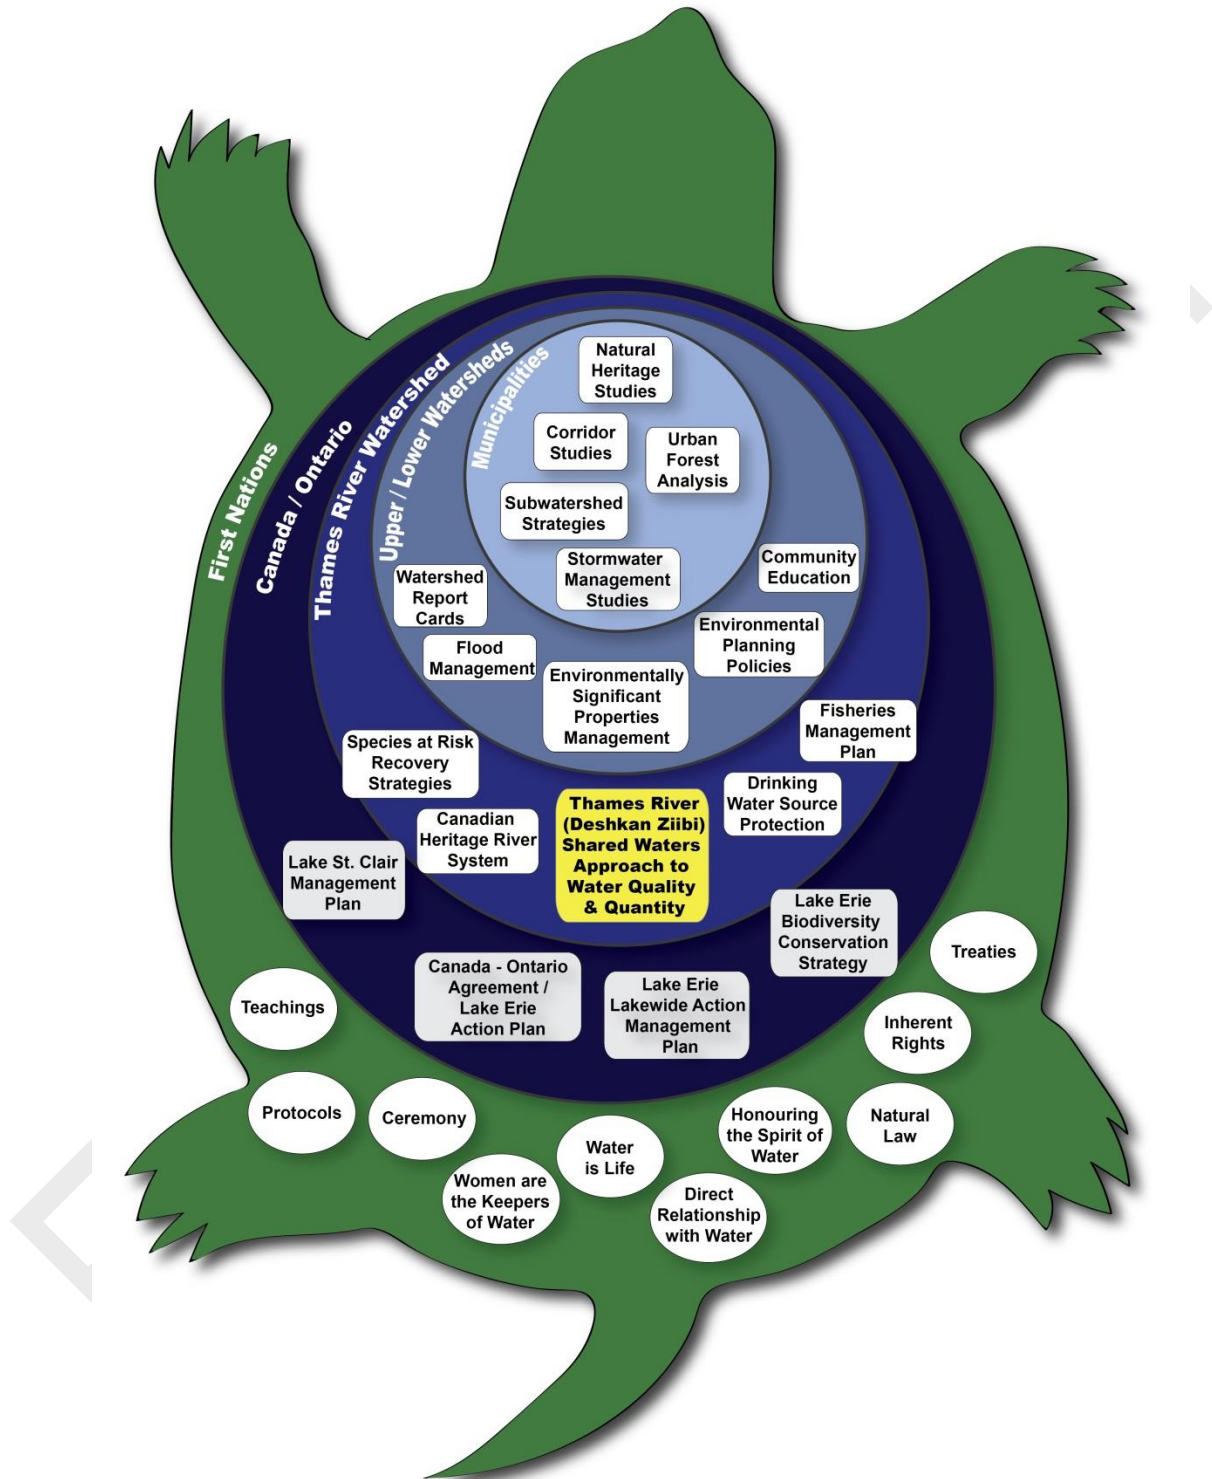 First Nations
Canada / Ontario
Thames River Watershed
Upper / Lower Watersheds
Municipalities
Natural
Heritage
Studies
Corridor
Studies
Urban
Forest
Analysis
Subwatershed
Strategies
Stormwater
Management
Studies
Community
Education
Watershed
Report
Cards
Environmental
Planning
Policies
Flood
Management
Environmentally
Significant
Properties
Management
Fisheries
Management
Plan
Species at Risk
Recovery
Strategies
Drinking
Water Source
Protection
Canadian
Heritage River
System
Thames River
(Deshkan Ziibi)
Shared Waters
Approach to
Water Quality
& Quantity
Lake St. Clair
Management
Plan
Lake Erie
Biodiversity
Conservation
Strategy
Canada - Ontario
Agreement /
Lake Erie
Action Plan
Lake Erie
Lakewide Action
Management
Plan
Treaties
Teachings
Inherent
Rights
Protocols
Ceremony
Honouring
the Spirit of
Water
Natural
Law
Water
is Life
Women are
the Keepers
of Water
Direct
Relationship
with Water